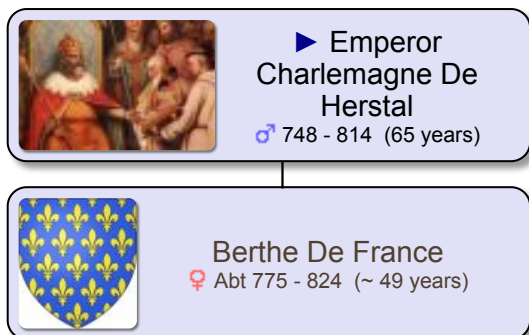 ► Emperor
Charlemagne De
Herstal
♂ 748 - 814 (65 years)
Berthe De France
♀ Abt 775 - 824 (~ 49 years)